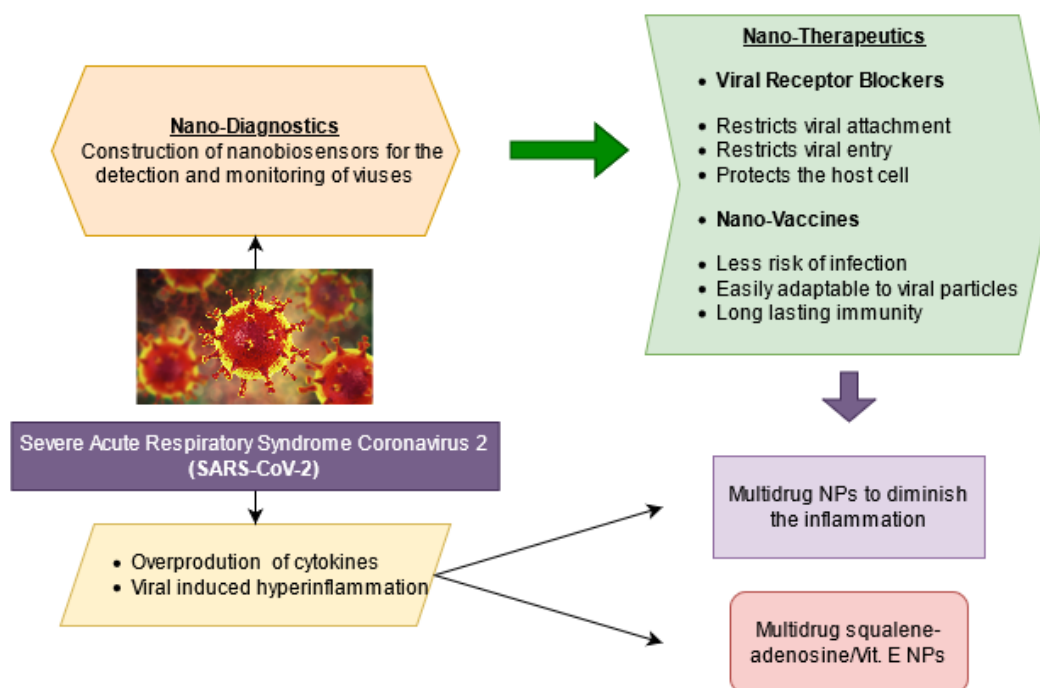 Nano-Diagnostics
Construction of nanobiosensors for the
detection and monitoring of viuses
Nano-Therapeutics
• Viral Receptor Blockers
• Restricts viral attachment
• Restricts viral entry
• Protects the host cell
• Nano-Vaccines
• Less risk of infection
• Easily adaptable to viral particles
• Long lasting immunity
Severe Acute Respiratory Syndrome Coronavirus 2
(SARS-CoV-2)
• Overprodution of cytokines
• Viral induced hyperinflammation
Multidrug NPs to diminish
the inflammation
Multidrug squalene-
adenosine/Vit. E NPs